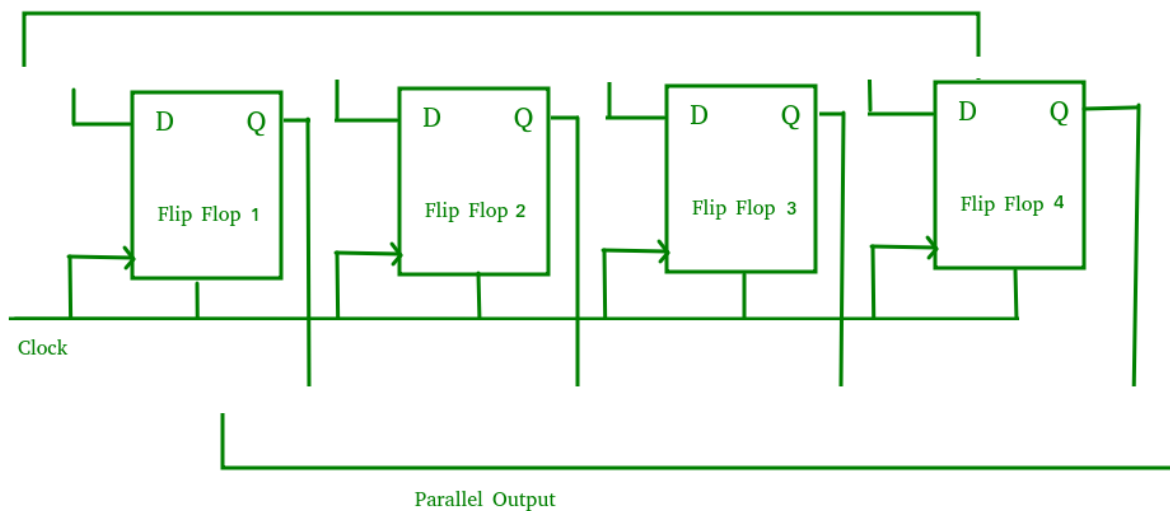 D Q
Flip Flop 1
D Q
Flip Flop 2
D Q
Flip Flop 3
D Q
Flip Flop 4
Clock
Parallel Output